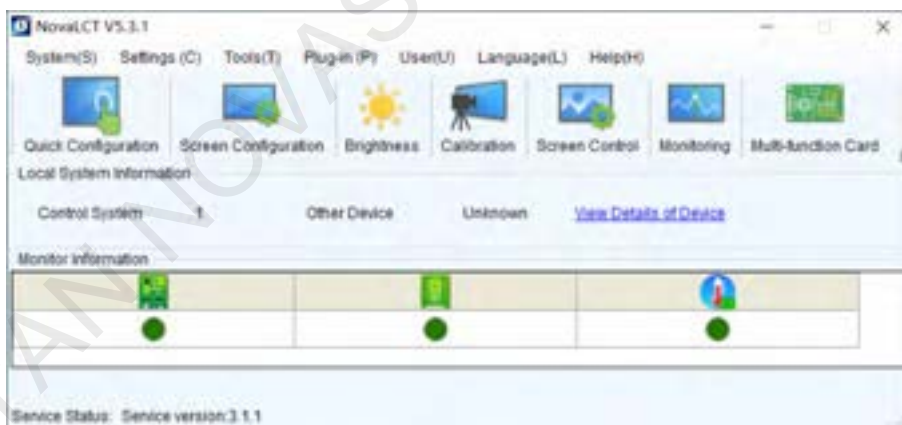 NovaLCT V5.3.1
System(S) Settings (C) Tools(T) Plug-in (P) User(U) Language(L) Help(H)
Quick Configuration Screen Configuration Brightness Calibration Screen Control Monitoring Multi-function Card
Local System Information
Control System 1 Other Device Unknown View Details of Device
Monitor Information
Service Status: Service version:3.1.1
AN NOVAS